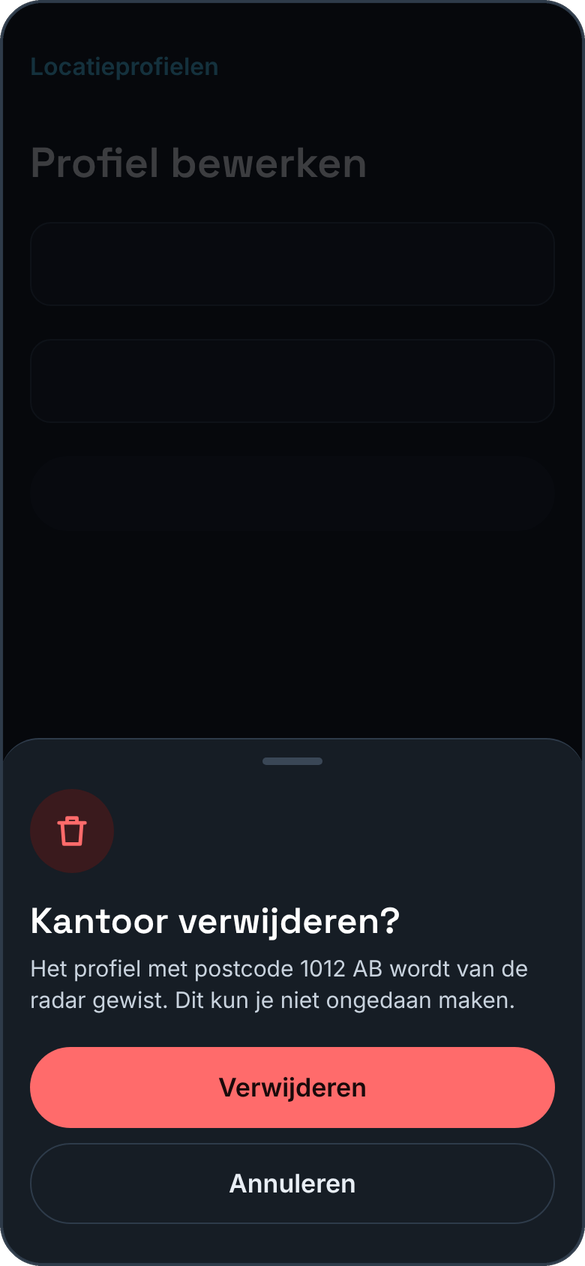 Locatieprofielen
Profiel bewerken
Kantoor verwijderen?
Het profiel met postcode 1012 AB wordt van de
radar gewist. Dit kun je niet ongedaan maken.
Verwijderen
Annuleren